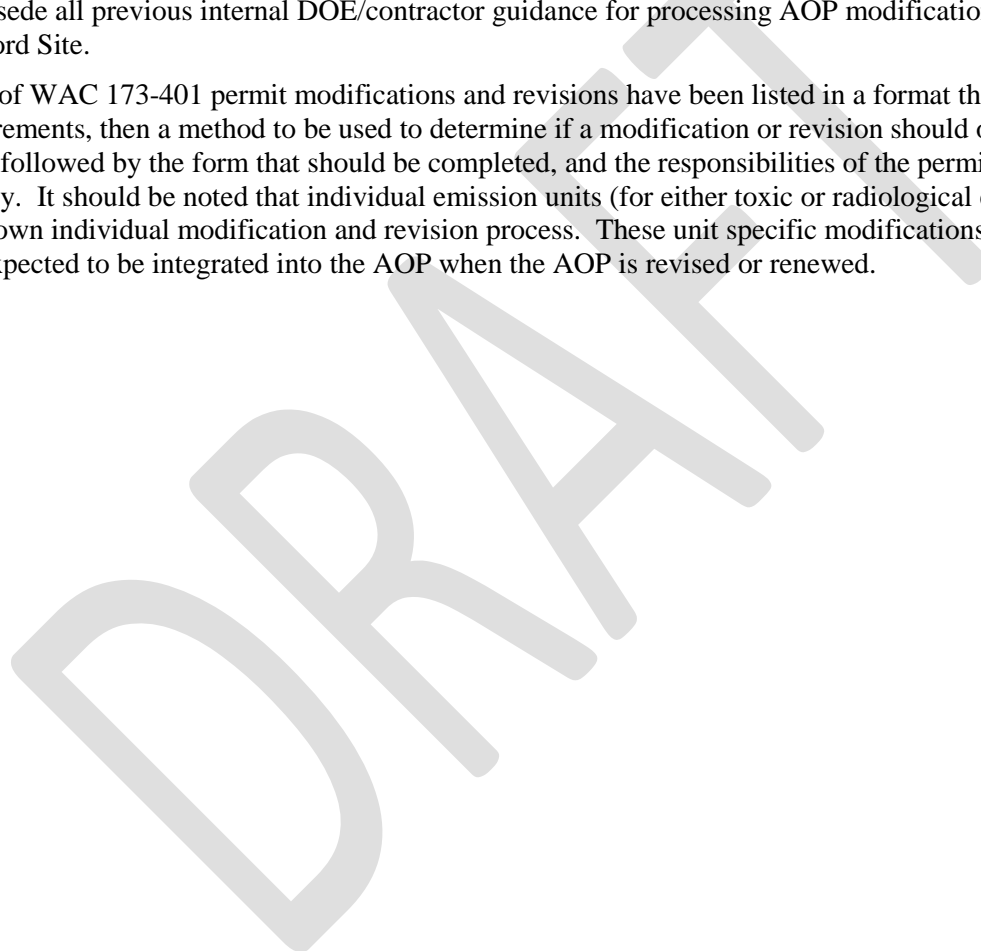 sede all previous internal DOE/contractor guidance for processing AOP modification
ord Site.
of WAC 173-401 permit modifications and revisions have been listed in a format th
rements, then a method to be used to determine if a modification or revision should o
followed by the form that should be completed, and the responsibilities of the permi
y. It should be noted that individual emission units (for either toxic or radiological
own individual modification and revision process. These unit specific modifications
xpected to be integrated into the AOP when the AOP is revised or renewed.
DRAFT